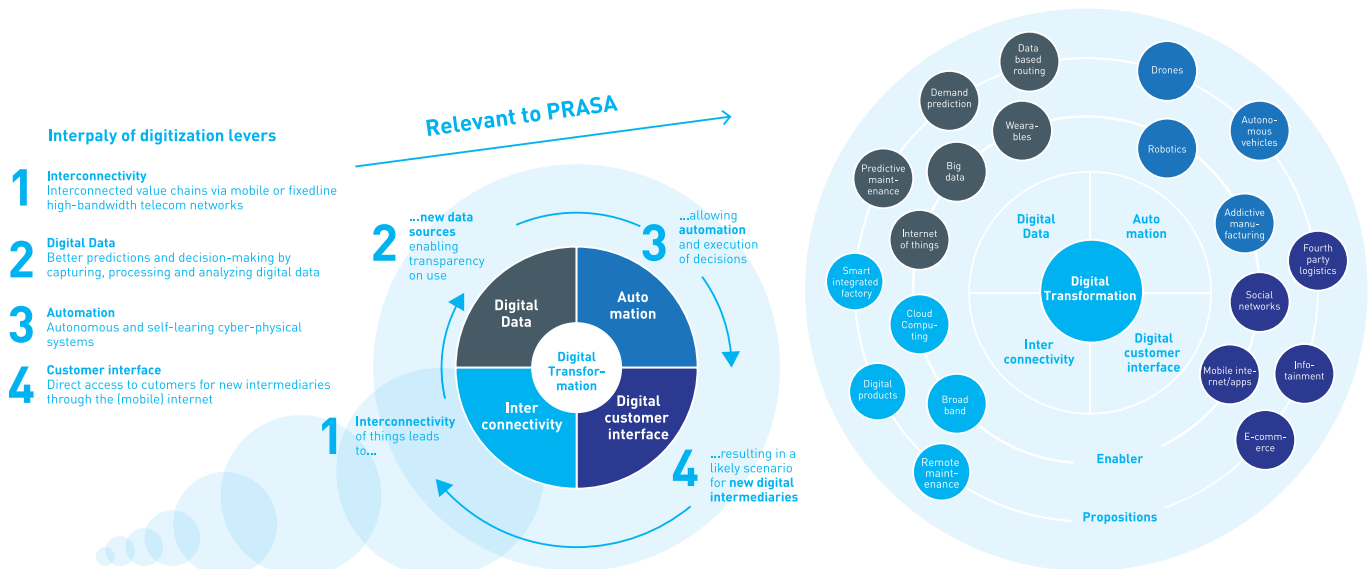 Interpaly of digitization levers
1
Interconnectivity
Interconnected value chains via mobile or fixedline
high-bandwidth telecom networks
2
Digital Data
Better predictions and decision-making by
capturing, processing and analyzing digital data
3
Automation
Autonomous and self-learing cyber-physical
systems
4
Customer interface
Direct access to cutomers for new intermediaries
through the (mobile) internet
Relevant to PRASA
1
Interconnectivity
of things leads
to...
2
...new data
sources
enabling
transparency
on use
3
...allowing
automation
and execution
of decisions
4
...resulting in a
likely scenario
for new digital
intermediaries
Digital
Data
Auto
mation
Digital
Transfor-
mation
Inter
connectivity
Digital
customer
interface
Data
based
routing
Demand
prediction
Weara-
bles
Predictive
maint-
enance
Big
data
Internet
of things
Drones
Autono-
mous
vehicles
Robotics
Addictive
manu-
facturing
Fourth
party
logistics
Social
networks
Mobile inte-
rnet/apps
Info-
tainment
E-comm-
erce
Smart
integrated
factory
Cloud
Compu-
ting
Digital
products
Broad
band
Remote
maint-
enance
Digital
Data
Auto
mation
Digital
Transformation
Inter
connectivity
Digital
customer
interface
Enabler
Propositions